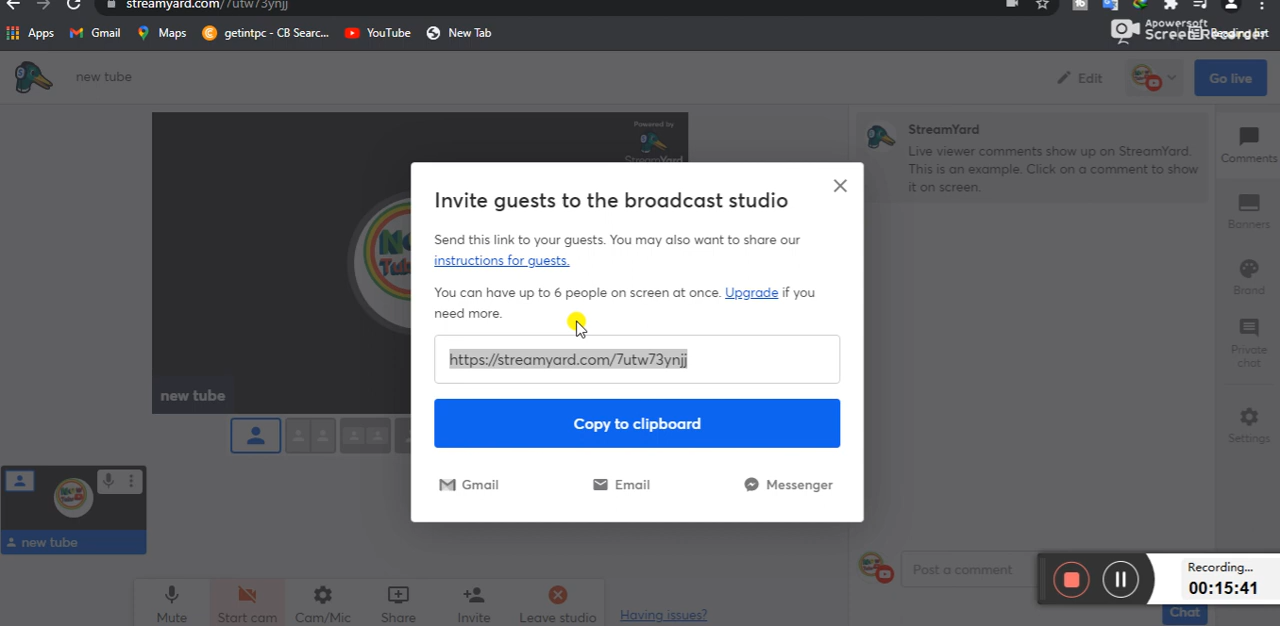 streamyard.com/7utw73ynjj
Apps
Gmail
Maps
getintpc - CB Searc...
YouTube
New Tab
Apowersoft
Screen Recorder
Reading list
new tube
Edit
Go live
Powered by
StreamYard
StreamYard
Live viewer comments show up on StreamYard.
This is an example. Click on a comment to show
it on screen.
Comments
Banners
Brand
Private
chat
Settings
Invite guests to the broadcast studio
Send this link to your guests. You may also want to share our
instructions for guests.
You can have up to 6 people on screen at once. Upgrade if you
need more.
https://streamyard.com/7utw73ynjj
Copy to clipboard
Gmail
Email
Messenger
new tube
new tube
Mute
Start cam
Cam/Mic
Share
Invite
Leave studio
Having issues?
Post a comment
Chat
Recording...
00:15:41